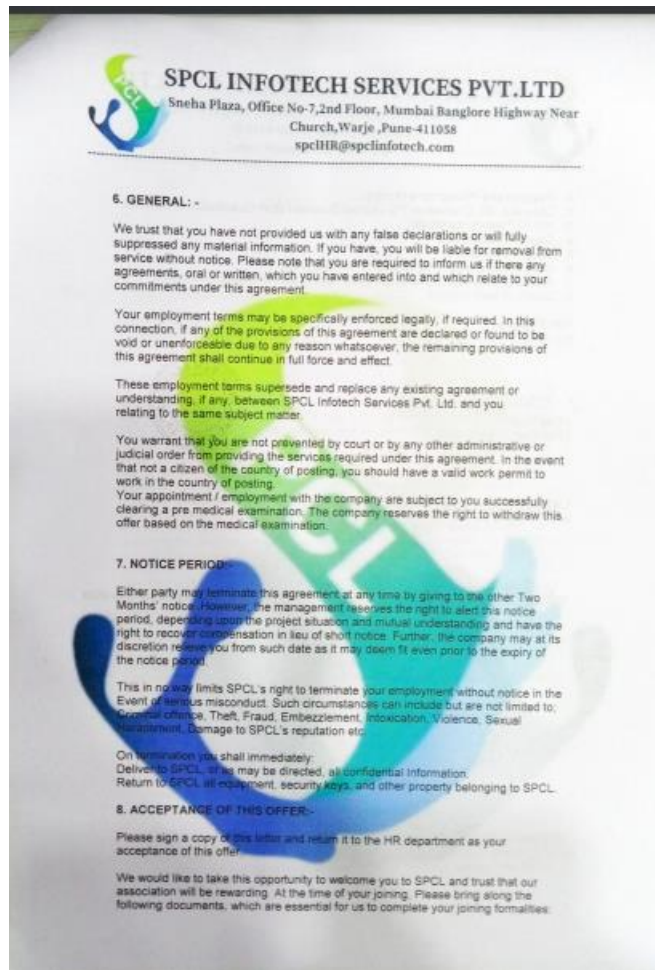 SPCL
SPCL INFOTECH SERVICES PVT.LTD
Sneha Plaza, Office No-7,2nd Floor, Mumbai Banglore Highway Near
Church,Warje ,Pune-411058
spclHR@spclinfotech.com
6. GENERAL: -
We trust that you have not provided us with any false declarations or will fully
suppressed any material information. If you have, you will be liable for removal from
service without notice. Please note that you are required to inform us if there any
agreements, oral or written, which you have entered into and which relate to your
commitments under this agreement.
Your employment terms may be specifically enforced legally, if required. In this
connection, if any of the provisions of this agreement are declared or found to be
void or unenforceable due to any reason whatsoever, the remaining provisions of
this agreement shall continue in full force and effect.
These employment terms supersede and replace any existing agreement or
understanding, if any, between SPCL Infotech Services Pvt. Ltd. and you
relating to the same subject matter.
You warrant that you are not prevented by court or by any other administrative or
judicial order from providing the services required under this agreement. In the event
that not a citizen of the country of posting, you should have a valid work permit to
work in the country of posting.
Your appointment / employment with the company are subject to you successfully
clearing a pre medical examination. The company reserves the right to withdraw this
offer based on the medical examination.
7. NOTICE PERIOD:-
Either party may terminate this agreement at any time by giving to the other Two
Months' notice. However, the management reserves the right to alert this notice
period, depending upon the project situation and mutual understanding and have the
right to recover compensation in lieu of short notice. Further, the company may at its
discretion relieve you from such date as it may deem fit even prior to the expiry of
the notice period.
This in no way limits SPCL's right to terminate your employment without notice in the
Event of serious misconduct. Such circumstances can include but are not limited to;
Criminal offence, Theft, Fraud, Embezzlement, Intoxication, Violence, Sexual
Harassment, Damage to SPCL's reputation etc.
On termination you shall immediately:
Deliver to SPCL, or as may be directed, all confidential Information.
Return to SPCL all equipment, security keys, and other property belonging to SPCL.
8. ACCEPTANCE OF THIS OFFER:-
Please sign a copy of this letter and return it to the HR department as your
acceptance of this offer.
We would like to take this opportunity to welcome you to SPCL and trust that our
association will be rewarding. At the time of your joining. Please bring along the
following documents, which are essential for us to complete your joining formalities: